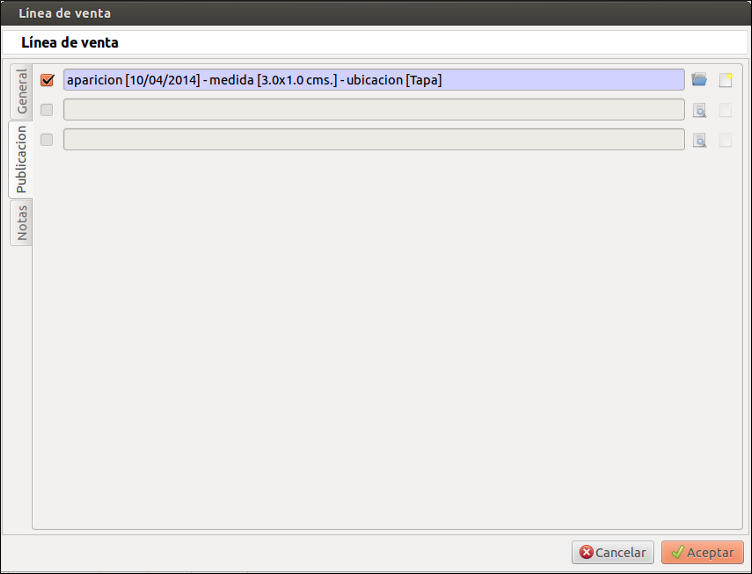 Línea de venta
Línea de venta
General
Publicacion
Notas
aparicion [10/04/2014] - medida [3.0x1.0 cms.] - ubicacion [Tapa]
Cancelar
Aceptar